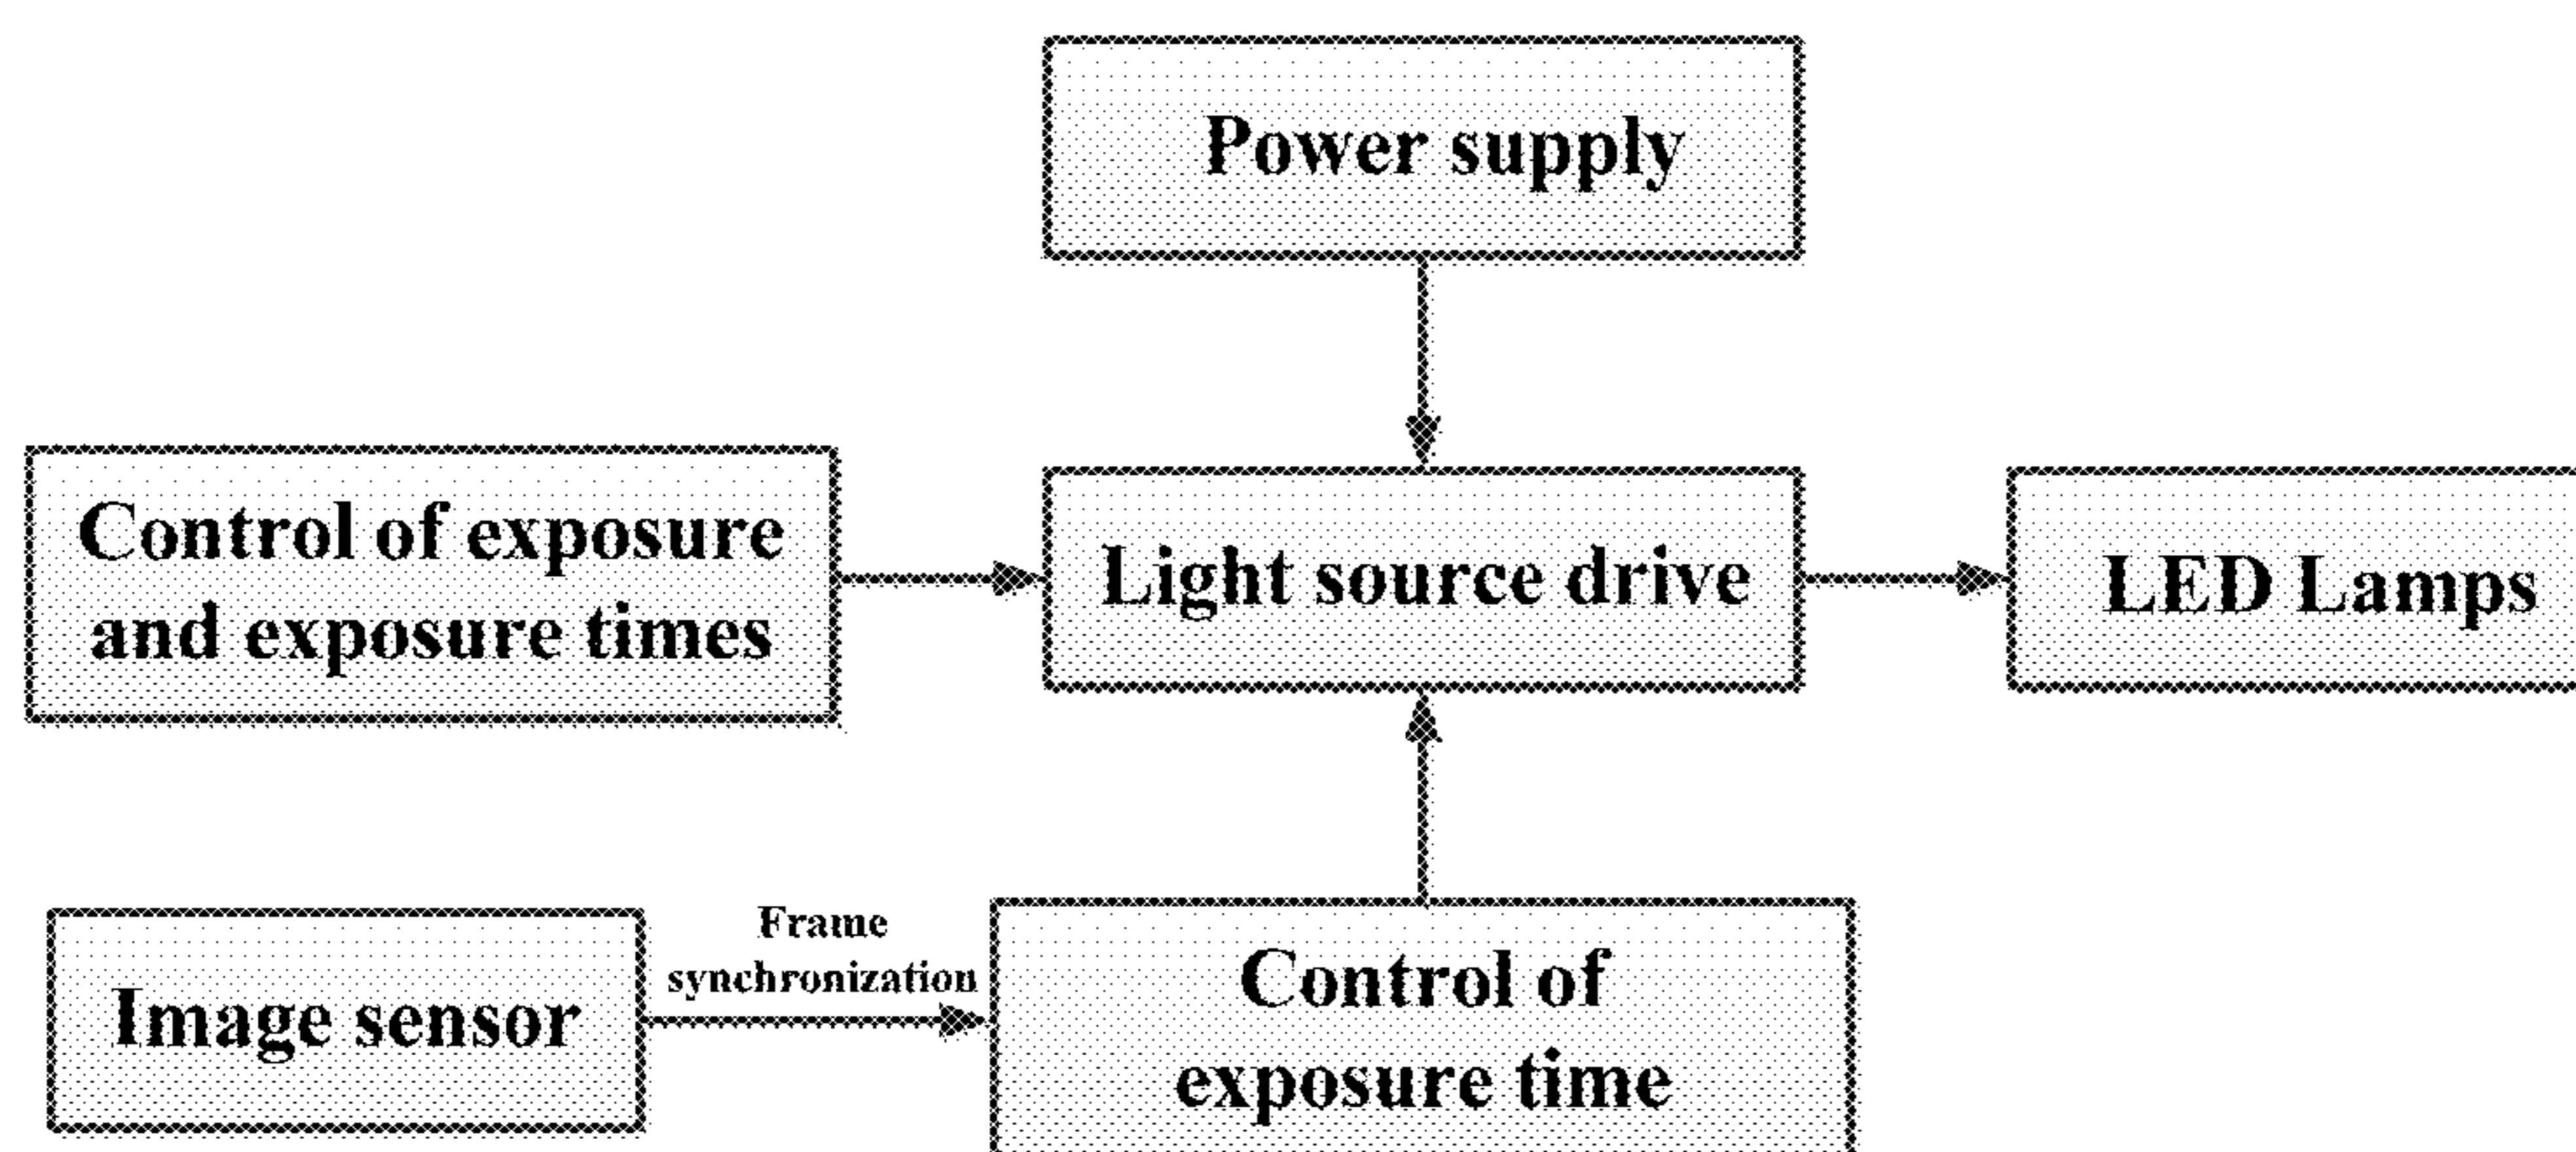 Power supply
Control of exposure
and exposure times
Light source drive
LED Lamps
Frame
synchronization
Image sensor
Control of
exposure time